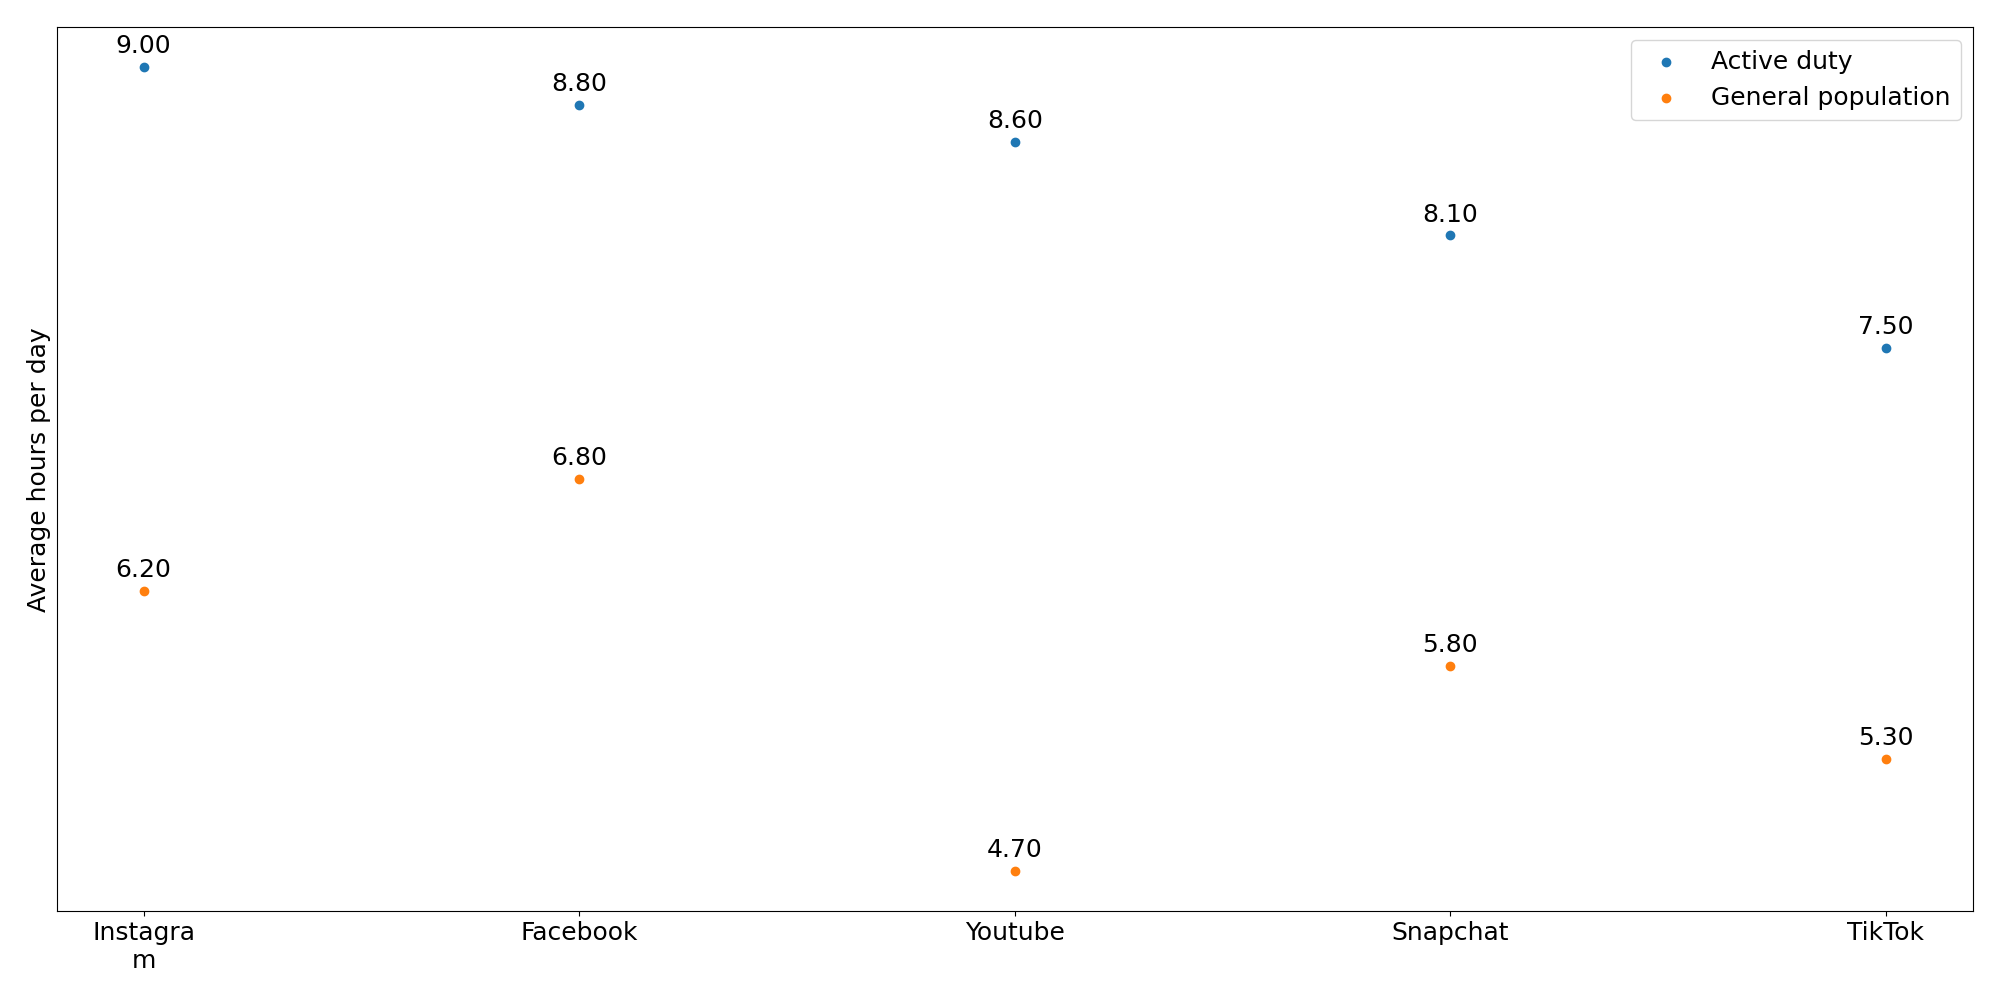 9.00
8.80
8.60
8.10
7.50
6.80
6.20
5.80
5.30
4.70
Active duty
General population
Average hours per day
Instagra
m
Facebook
Youtube
Snapchat
TikTok